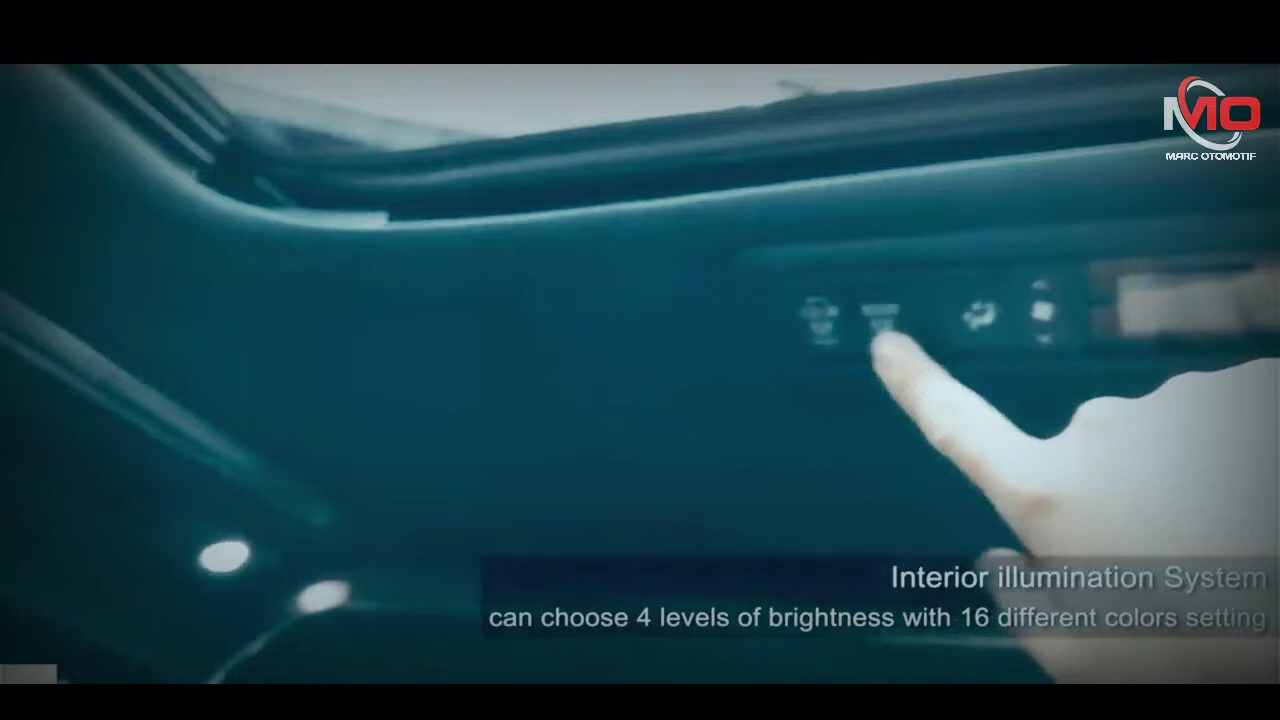 MO
MARC OTOMOTIF
Interior illumination System
can choose 4 levels of brightness with 16 different colors setting